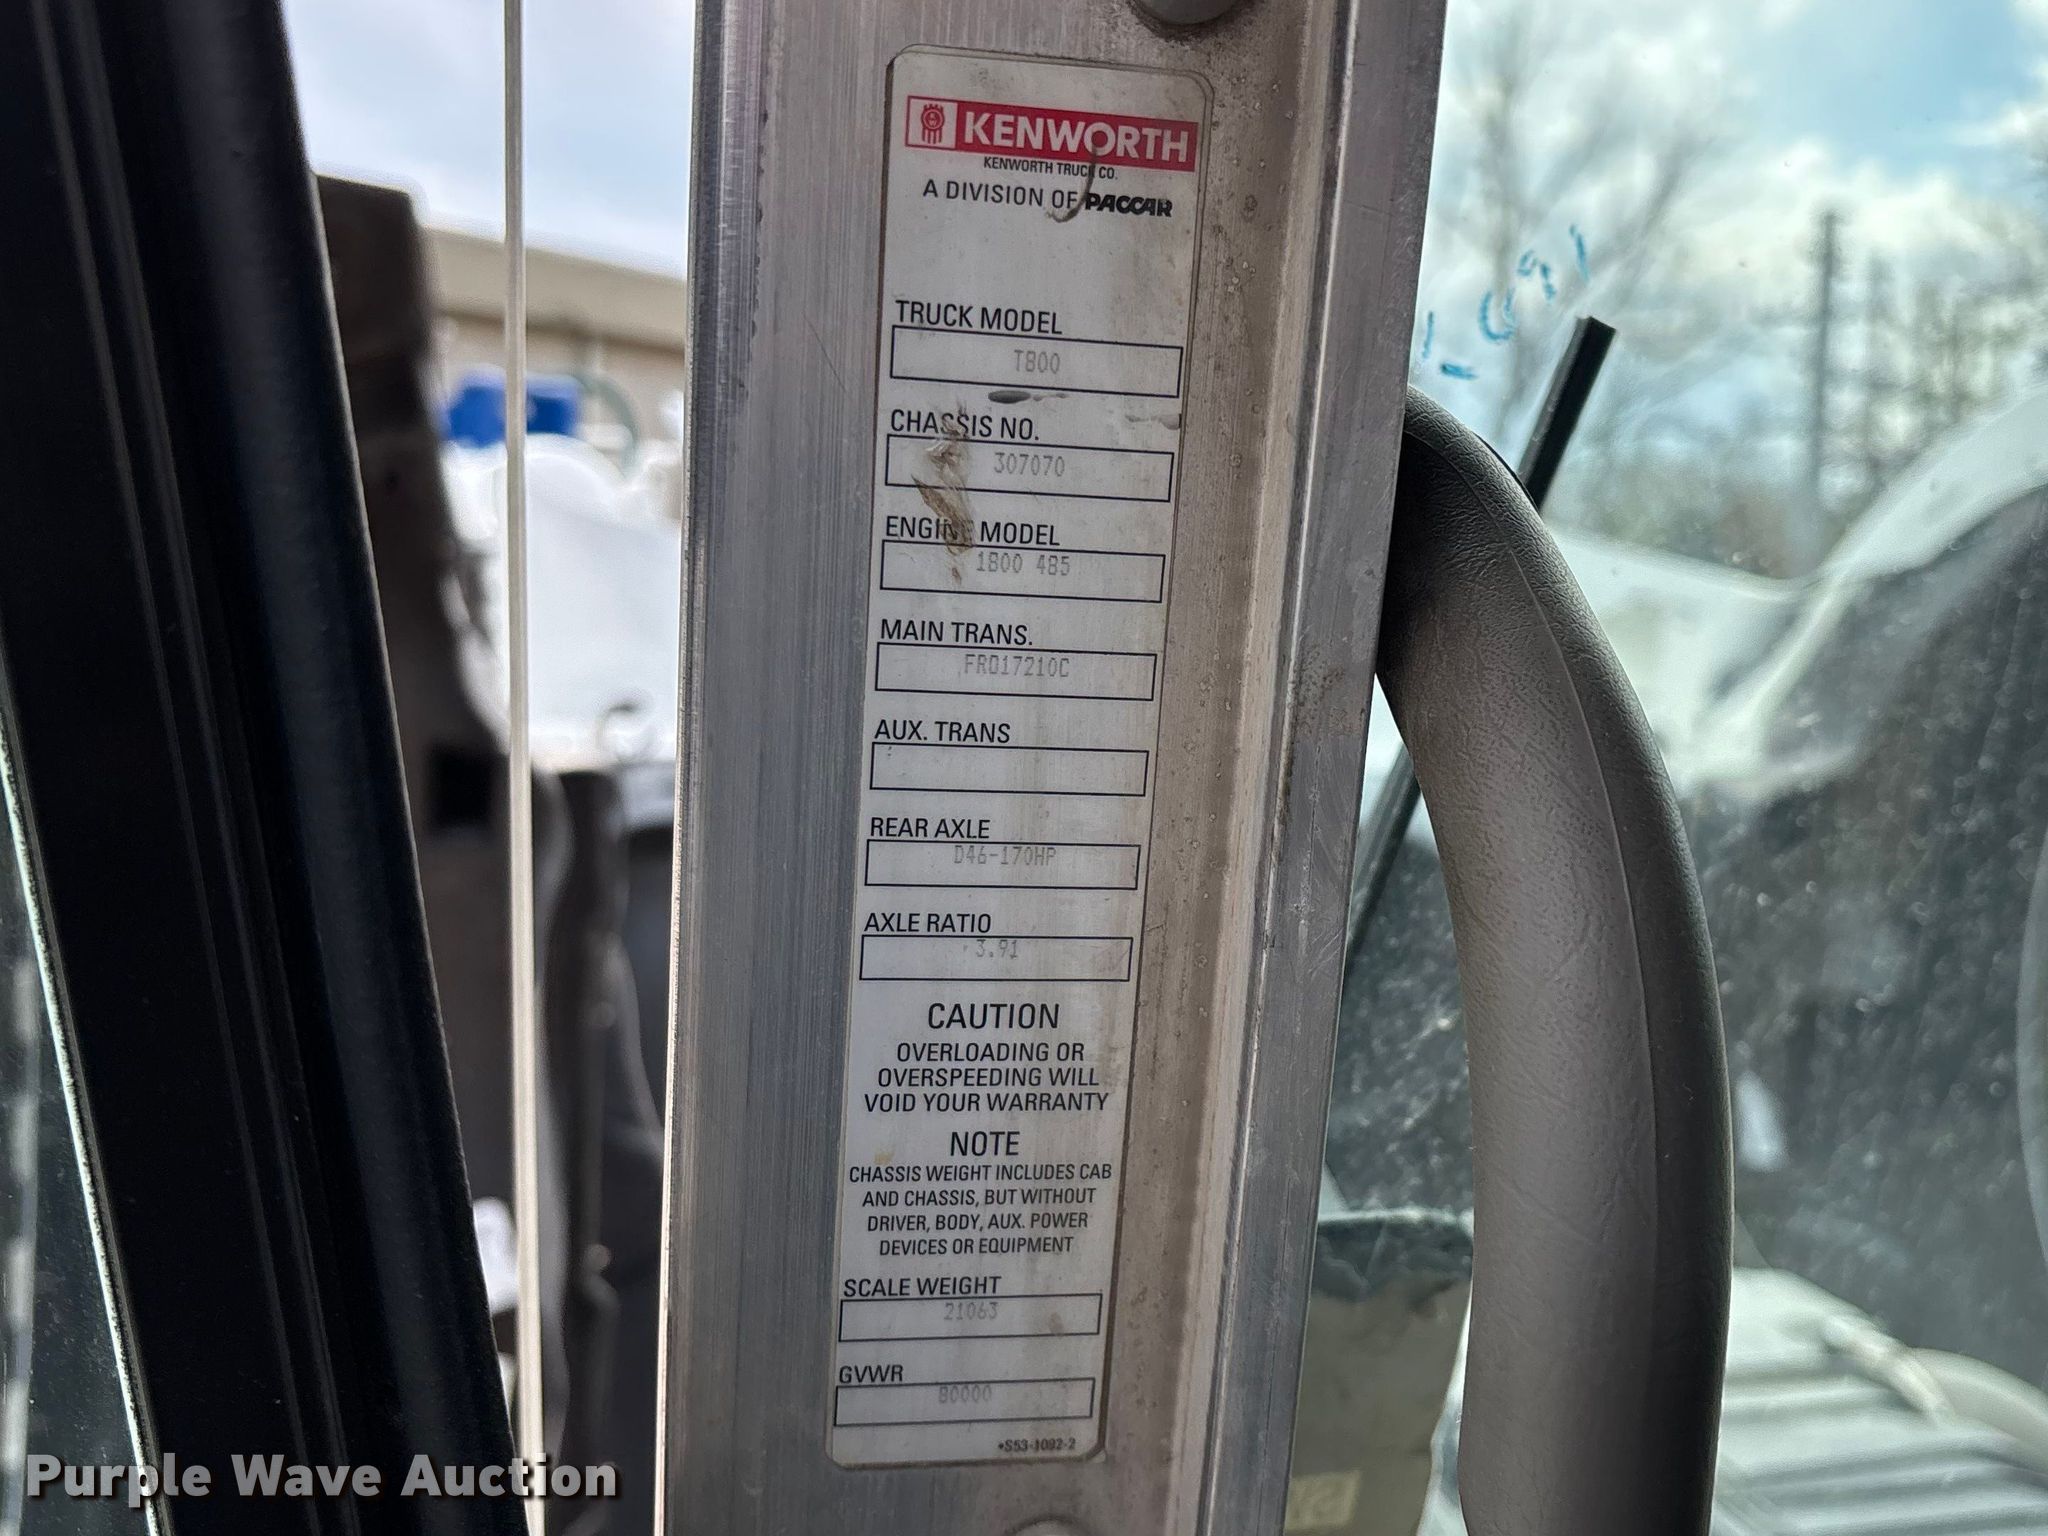 KENWORTH
KENWORTH TRUCK CO.
A DIVISION OF PACCAR
TRUCK MODEL
T800
CHASSIS NO.
307070
ENGINE MODEL
1800 485
MAIN TRANS.
FRO17210C
AUX. TRANS
REAR AXLE
D46-170HP
AXLE RATIO
3.91
CAUTION
OVERLOADING OR
OVERSPEEDING WILL
VOID YOUR WARRANTY
NOTE
CHASSIS WEIGHT INCLUDES CAB
AND CHASSIS, BUT WITHOUT
DRIVER, BODY, AUX. POWER
DEVICES OR EQUIPMENT
SCALE WEIGHT
21063
GVWR
80000
•S53-1092-2
Purple Wave Auction